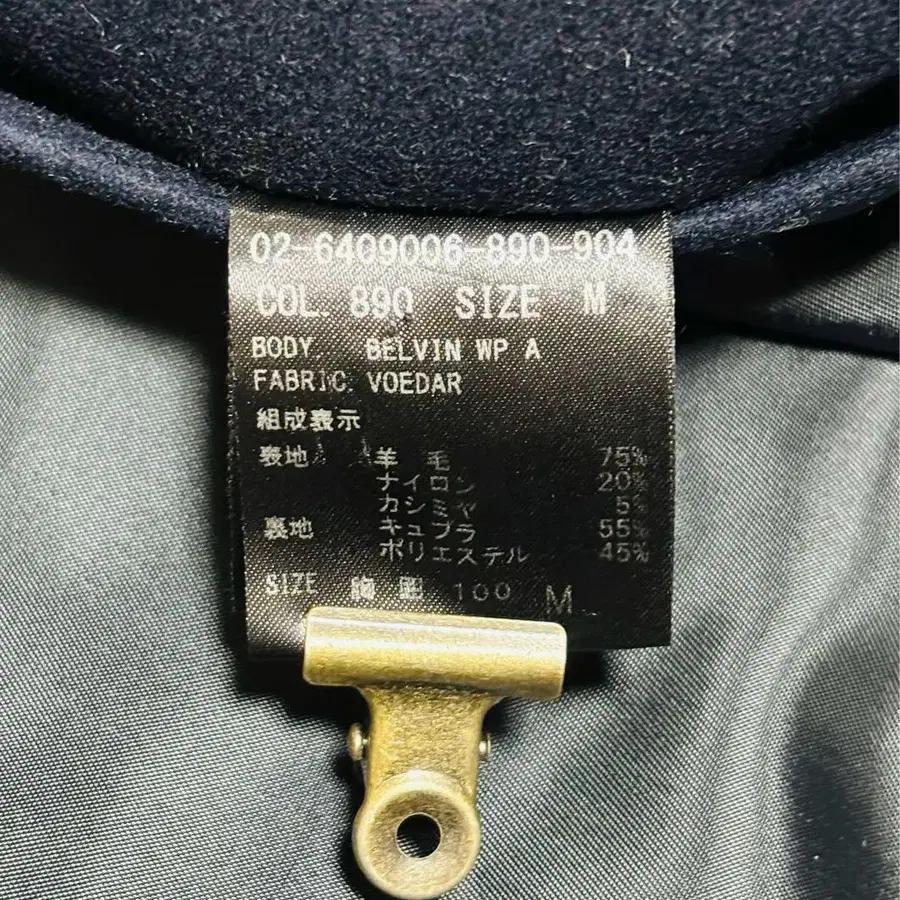 02-6409006-890-904
COL. 890 SIZE M
BODY. BELVIN WP A
FABRIC. VOEDAR
組成表示
表地 羊毛 75%
ナイロン 20%
カシミヤ 5%
裏地 キュプラ 55%
ポリエステル 45%
SIZE 胸囲 100 M